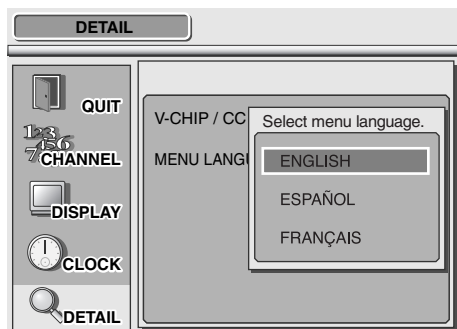 DETAIL
QUIT
123
456
7
CHANNEL
DISPLAY
CLOCK
DETAIL
V-CHIP / CC
MENU LANGU
Select menu language.
ENGLISH
ESPAÑOL
FRANÇAIS